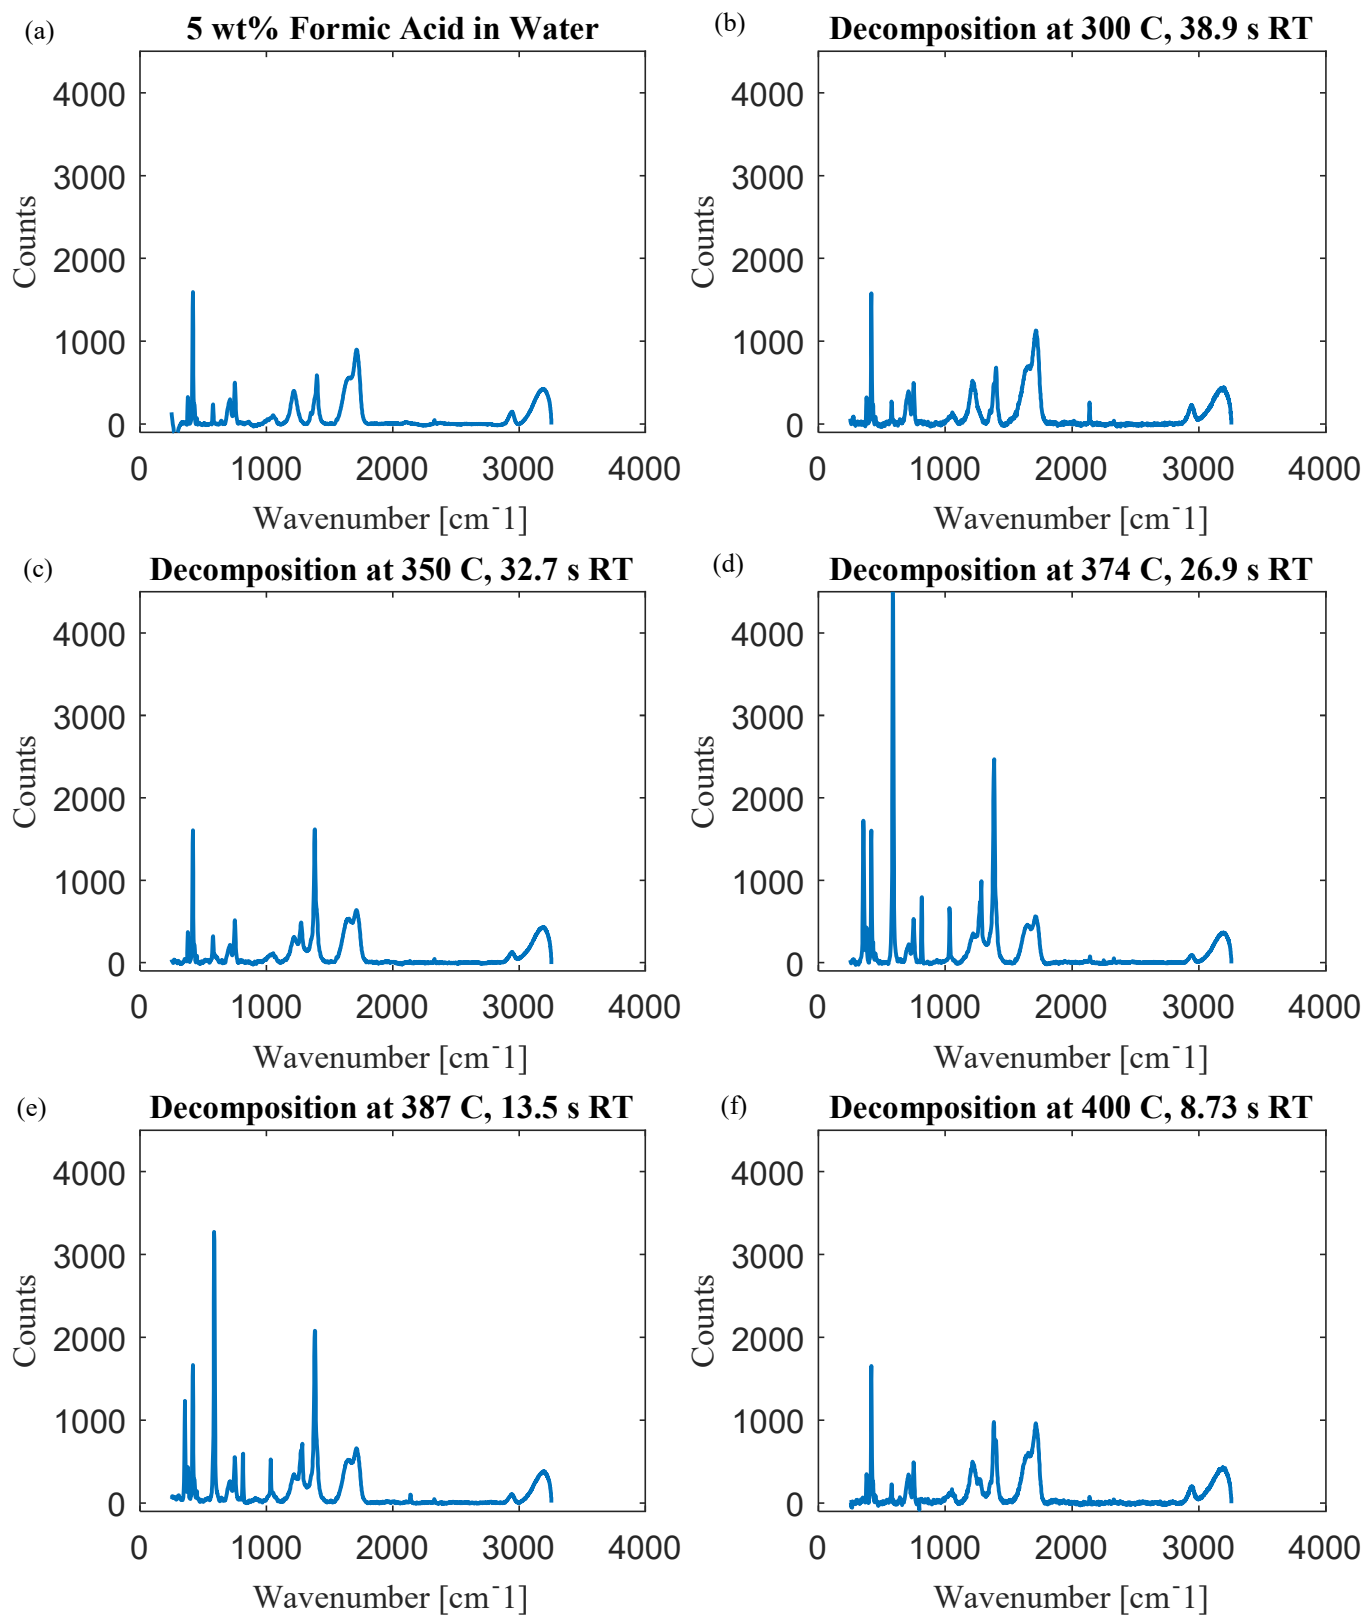 (a) 5 wt% Formic Acid in Water
4000
3000
2000
1000
0
Counts
0 1000 2000 3000 4000
Wavenumber [cm⁻1]
(b) Decomposition at 300 C, 38.9 s RT
4000
3000
2000
1000
0
Counts
0 1000 2000 3000 4000
Wavenumber [cm⁻1]
(c) Decomposition at 350 C, 32.7 s RT
4000
3000
2000
1000
0
Counts
0 1000 2000 3000 4000
Wavenumber [cm⁻1]
(d) Decomposition at 374 C, 26.9 s RT
4000
3000
2000
1000
0
Counts
0 1000 2000 3000 4000
Wavenumber [cm⁻1]
(e) Decomposition at 387 C, 13.5 s RT
4000
3000
2000
1000
0
Counts
0 1000 2000 3000 4000
Wavenumber [cm⁻1]
(f) Decomposition at 400 C, 8.73 s RT
4000
3000
2000
1000
0
Counts
0 1000 2000 3000 4000
Wavenumber [cm⁻1]